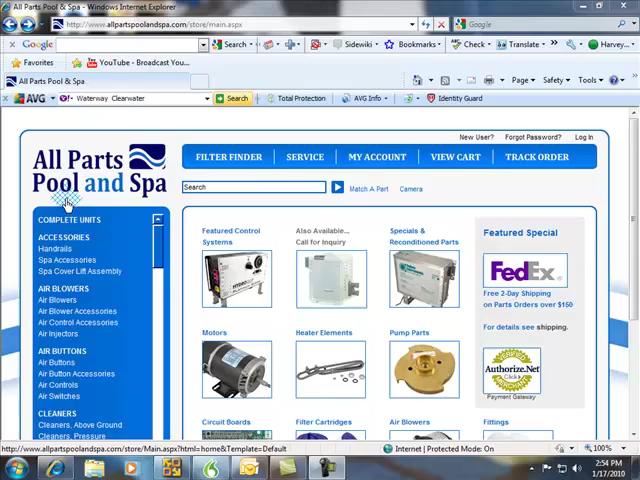 All Parts Pool & Spa - Windows Internet Explorer
http://www.allpartspoolandspa.com/store/main.aspx
Google
Google
Search
Sidewiki
Bookmarks
Check
Translate
Harvey...
Favorites
YouTube - Broadcast You...
All Parts Pool & Spa
Page
Safety
Tools
AVG
Waterway Clearwater
Search
Total Protection
AVG Info
Identity Guard
New User?
Forgot Password?
Log In
All Parts
Pool and Spa
FILTER FINDER
SERVICE
MY ACCOUNT
VIEW CART
TRACK ORDER
Search
Match A Part
Camera
COMPLETE UNITS
ACCESSORIES
Handrails
Spa Accessories
Spa Cover Lift Assembly
AIR BLOWERS
Air Blowers
Air Blower Accessories
Air Control Accessories
Air Injectors
AIR BUTTONS
Air Buttons
Air Button Accessories
Air Controls
Air Switches
CLEANERS
Cleaners, Above Ground
Cleaners, Pressure
Featured Control
Systems
Also Available...
Call for Inquiry
Specials &
Reconditioned Parts
Motors
Heater Elements
Pump Parts
Circuit Boards
Filter Cartridges
Air Blowers
Fittings
Featured Special
FedEx
Free 2-Day Shipping
on Parts Orders over $150
For details see shipping.
Authorize.Net
Click
Payment Gateway
http://www.allpartspoolandspa.com/store/Main.aspx?html=home&Template=Default
Internet | Protected Mode: On
100%
2:54 PM
1/17/2010